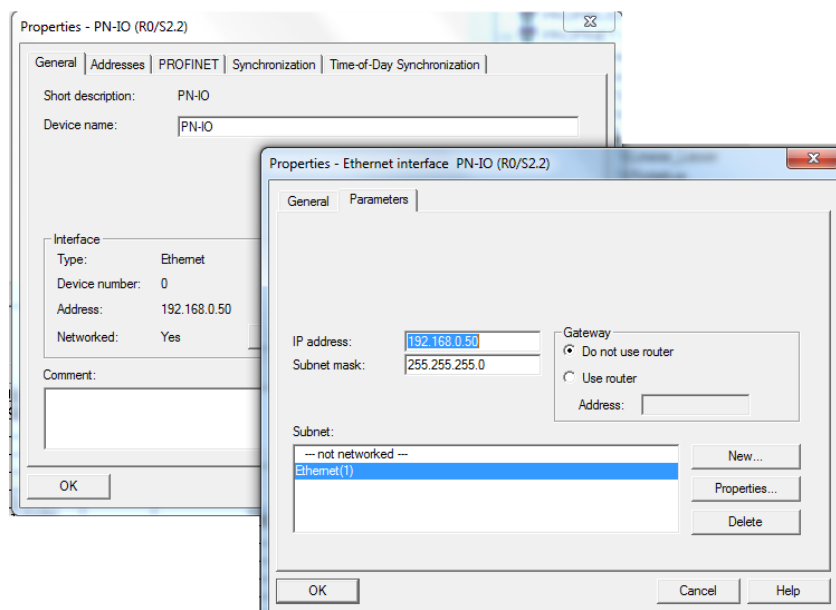 Properties - PN-IO (R0/S2.2)
General Addresses PROFINET Synchronization Time-of-Day Synchronization
Short description: PN-IO
Device name: PN-IO
Interface
Type: Ethernet
Device number: 0
Address: 192.168.0.50
Networked: Yes
Comment:
OK
Properties - Ethernet interface PN-IO (R0/S2.2)
General Parameters
IP address: 192.168.0.50
Subnet mask: 255.255.255.0
Gateway
Do not use router
Use router
Address:
Subnet:
--- not networked ---
Ethernet(1)
New...
Properties...
Delete
OK Cancel Help